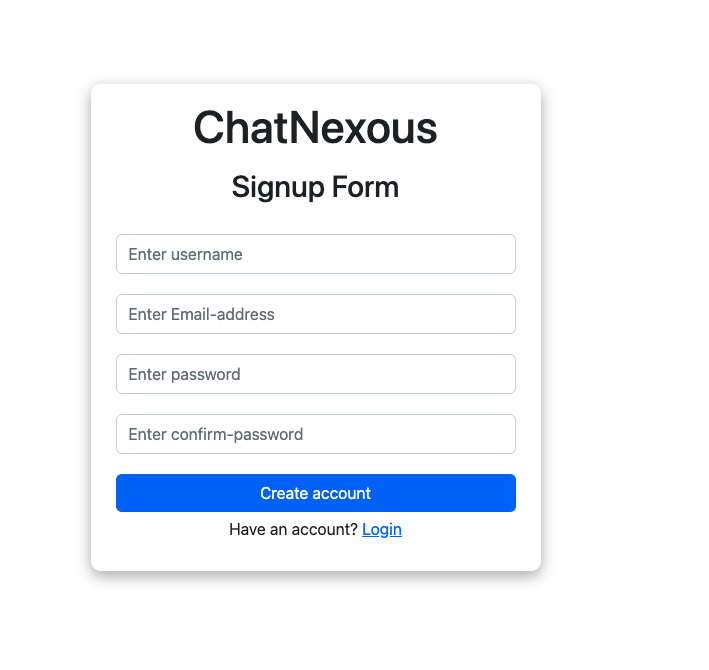 ChatNexous
Signup Form
Enter username
Enter Email-address
Enter password
Enter confirm-password
Create account
Have an account? Login